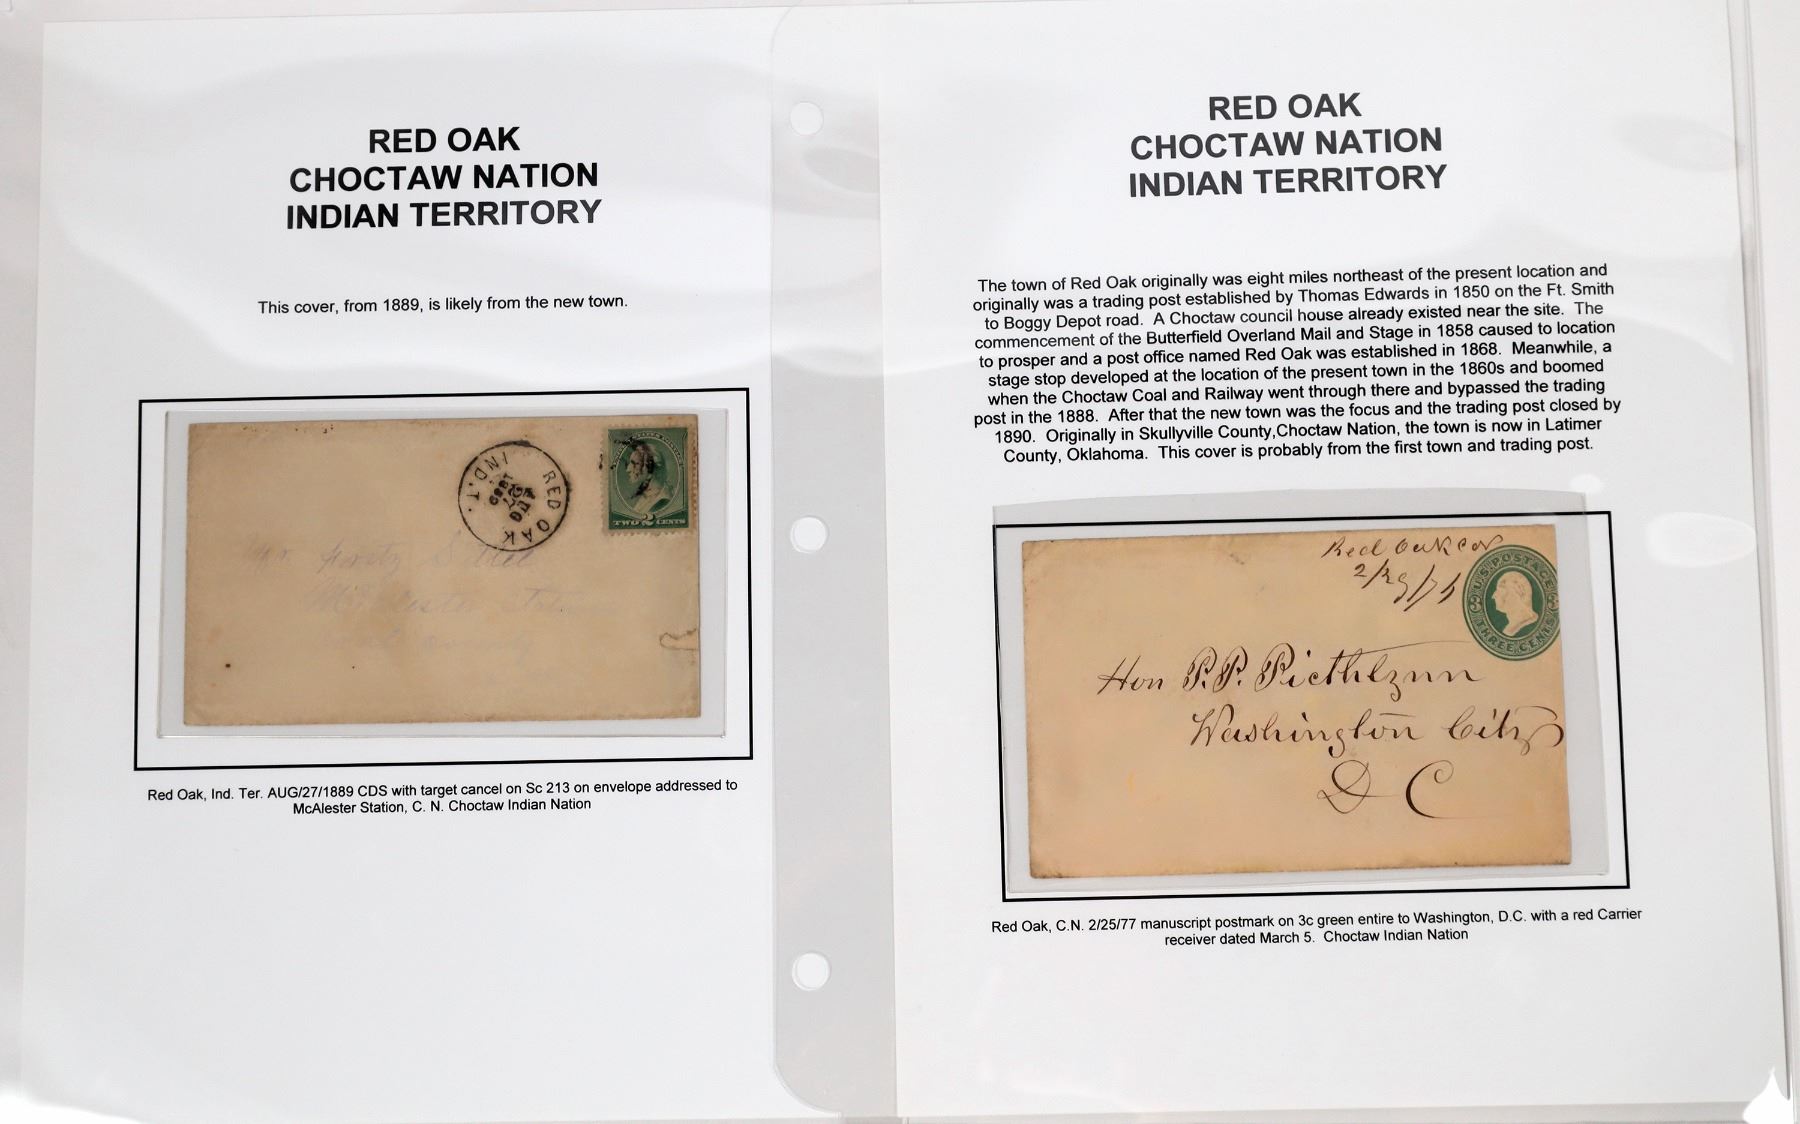 RED OAK
CHOCTAW NATION
INDIAN TERRITORY
This cover, from 1889, is likely from the new town.
RED OAK
IND.T.
AUG
27
1889
TWO 2 CENTS
Mr.
McAlester
county
Red Oak, Ind. Ter. AUG/27/1889 CDS with target cancel on Sc 213 on envelope addressed to
McAlester Station, C. N. Choctaw Indian Nation
RED OAK
CHOCTAW NATION
INDIAN TERRITORY
The town of Red Oak originally was eight miles northeast of the present location and
originally was a trading post established by Thomas Edwards in 1850 on the Ft. Smith
to Boggy Depot road. A Choctaw council house already existed near the site. The
commencement of the Butterfield Overland Mail and Stage in 1858 caused to location
to prosper and a post office named Red Oak was established in 1868. Meanwhile, a
stage stop developed at the location of the present town in the 1860s and boomed
when the Choctaw Coal and Railway went through there and bypassed the trading
post in the 1888. After that the new town was the focus and the trading post closed by
1890. Originally in Skullyville County,Choctaw Nation, the town is now in Latimer
County, Oklahoma. This cover is probably from the first town and trading post.
Red Oak
U.S. POSTAGE
3 3
THREE CENTS
Hon P.P. 
Washington City
D C
Red Oak, C.N. 2/25/77 manuscript postmark on 3c green entire to Washington, D.C. with a red Carrier
receiver dated March 5. Choctaw Indian Nation